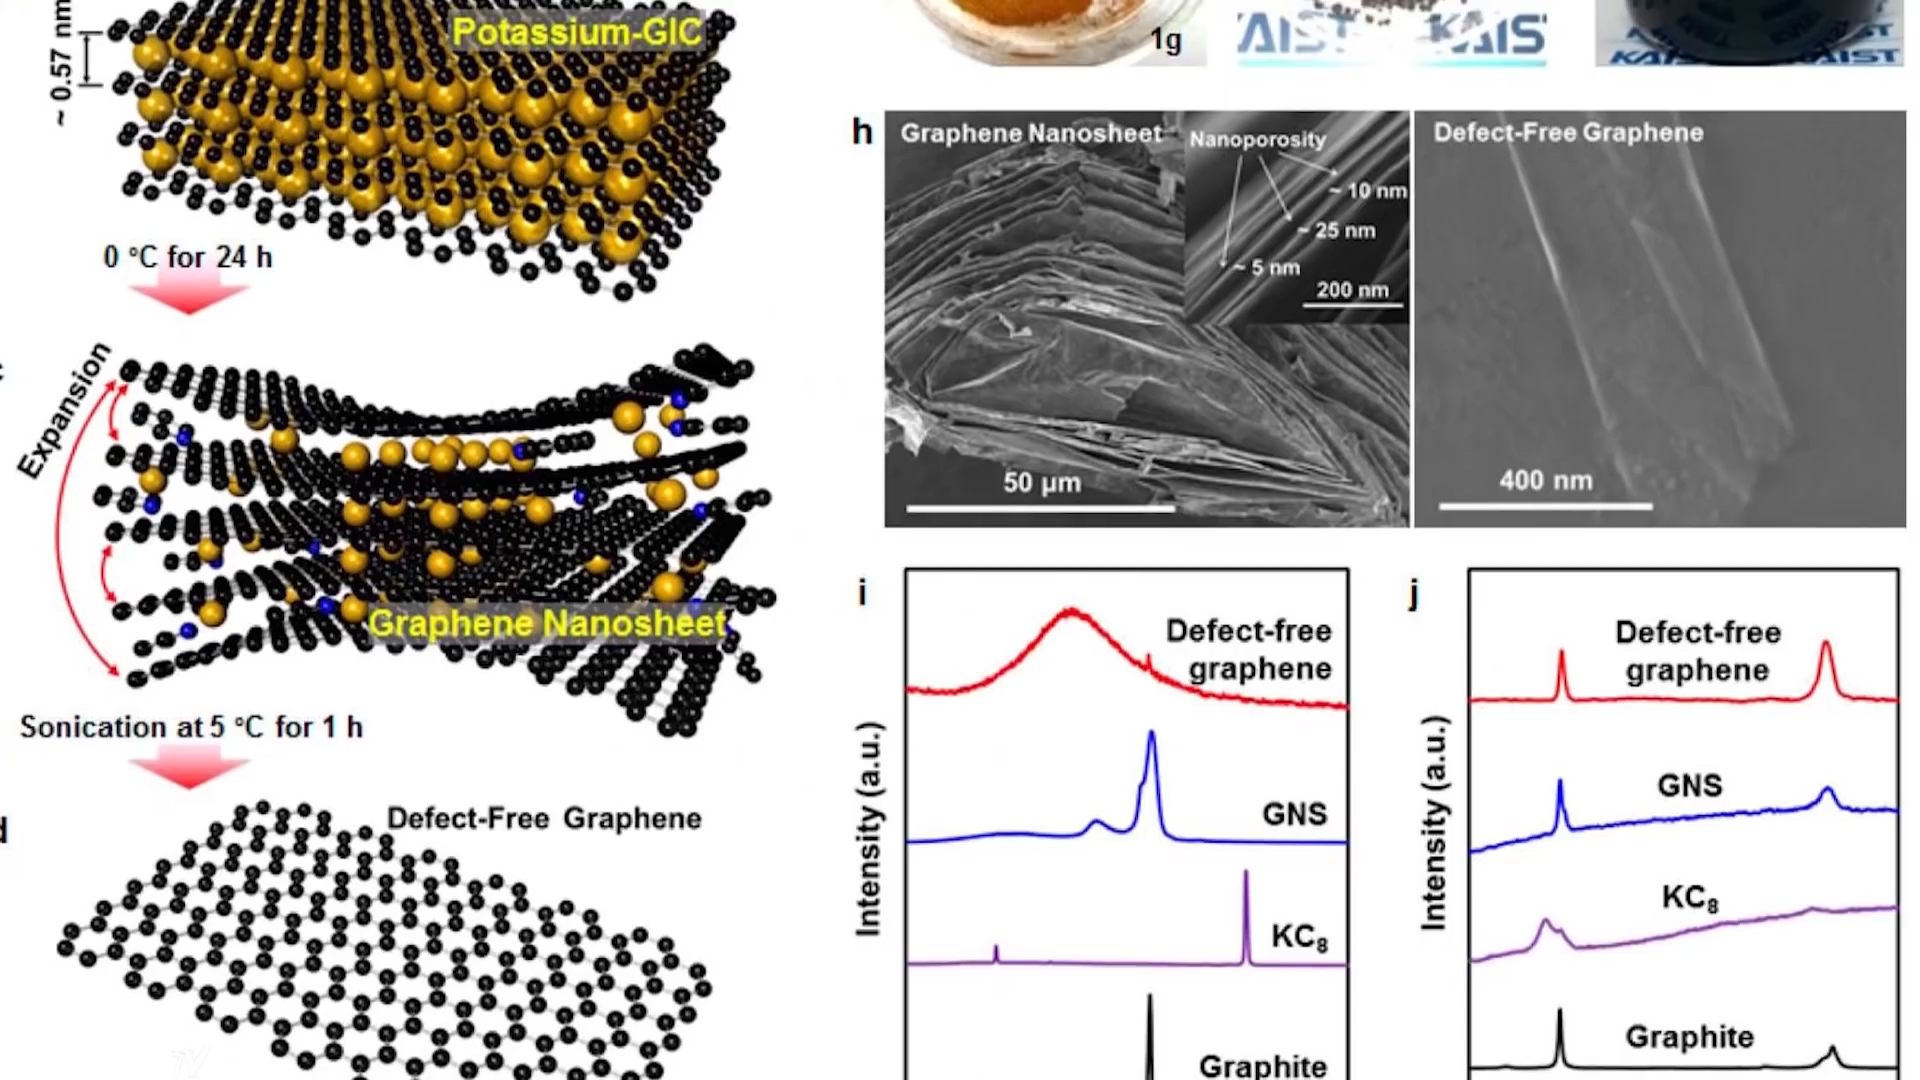 Potassium-GIC
~ 0.57 nm
0 °C for 24 h
Expansion
Graphene Nanosheet
Sonication at 5 °C for 1 h
d
Defect-Free Graphene
1g
KAIS
KAIST
h
Graphene Nanosheet
Nanoporosity
~ 10 nm
~ 25 nm
~ 5 nm
200 nm
50 µm
Defect-Free Graphene
400 nm
i
Intensity (a.u.)
Defect-free
graphene
GNS
KC₈
Graphite
j
Intensity (a.u.)
Defect-free
graphene
GNS
KC₈
Graphite